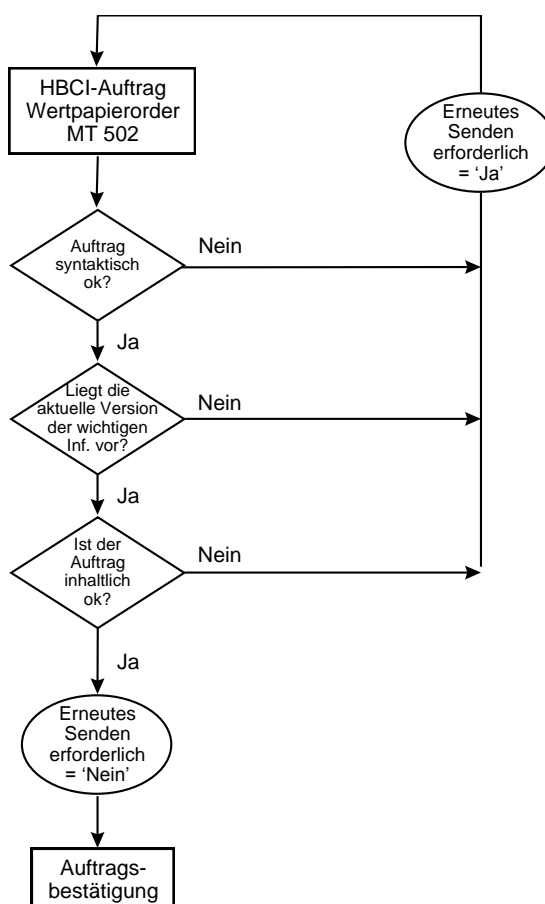 HBCI-Auftrag
Wertpapierorder
MT 502
Erneutes
Senden
erforderlich
= ‘Ja’
Auftrag
syntaktisch
ok?
Nein
Ja
Liegt die
aktuelle Version
der wichtigen
Inf. vor?
Nein
Ja
Ist der
Auftrag
inhaltlich
ok?
Nein
Ja
Erneutes
Senden
erforderlich
= ‘Nein’
Auftrags-
bestätigung